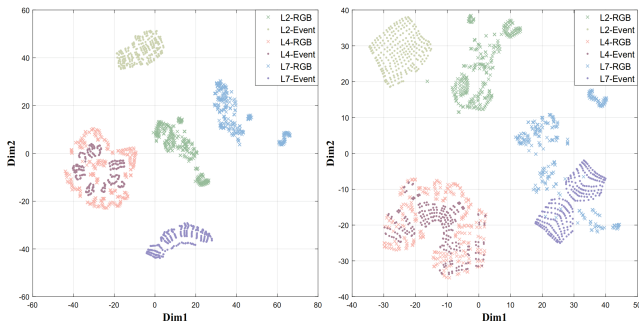 60
40
20
0
-20
-40
-60
-60
-40
-20
0
20
40
60
80
Dim2
Dim1
× L2-RGB
L2-Event
× L4-RGB
L4-Event
× L7-RGB
L7-Event
40
30
20
10
0
-10
-20
-30
-40
-40
-30
-20
-10
0
10
20
30
40
50
Dim2
Dim1
× L2-RGB
L2-Event
× L4-RGB
L4-Event
× L7-RGB
L7-Event